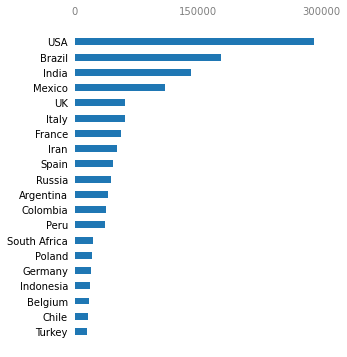 0 150000 300000
USA
Brazil
India
Mexico
UK
Italy
France
Iran
Spain
Russia
Argentina
Colombia
Peru
South Africa
Poland
Germany
Indonesia
Belgium
Chile
Turkey